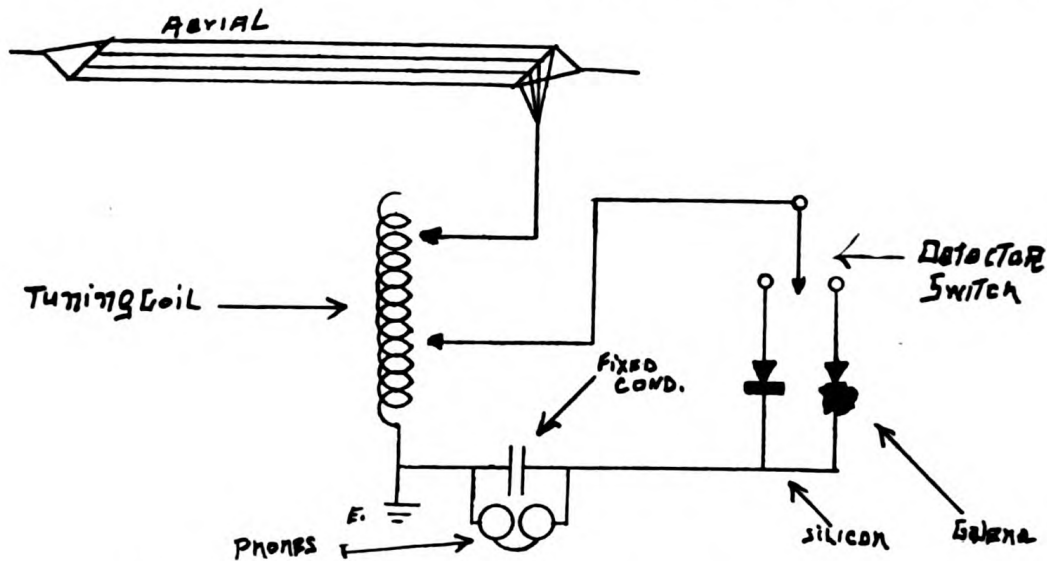 AERIAL
DETECTOR
SWITCH
Tuning Coil
FIXED
COND.
E.
PHONES
SILICON
Galena